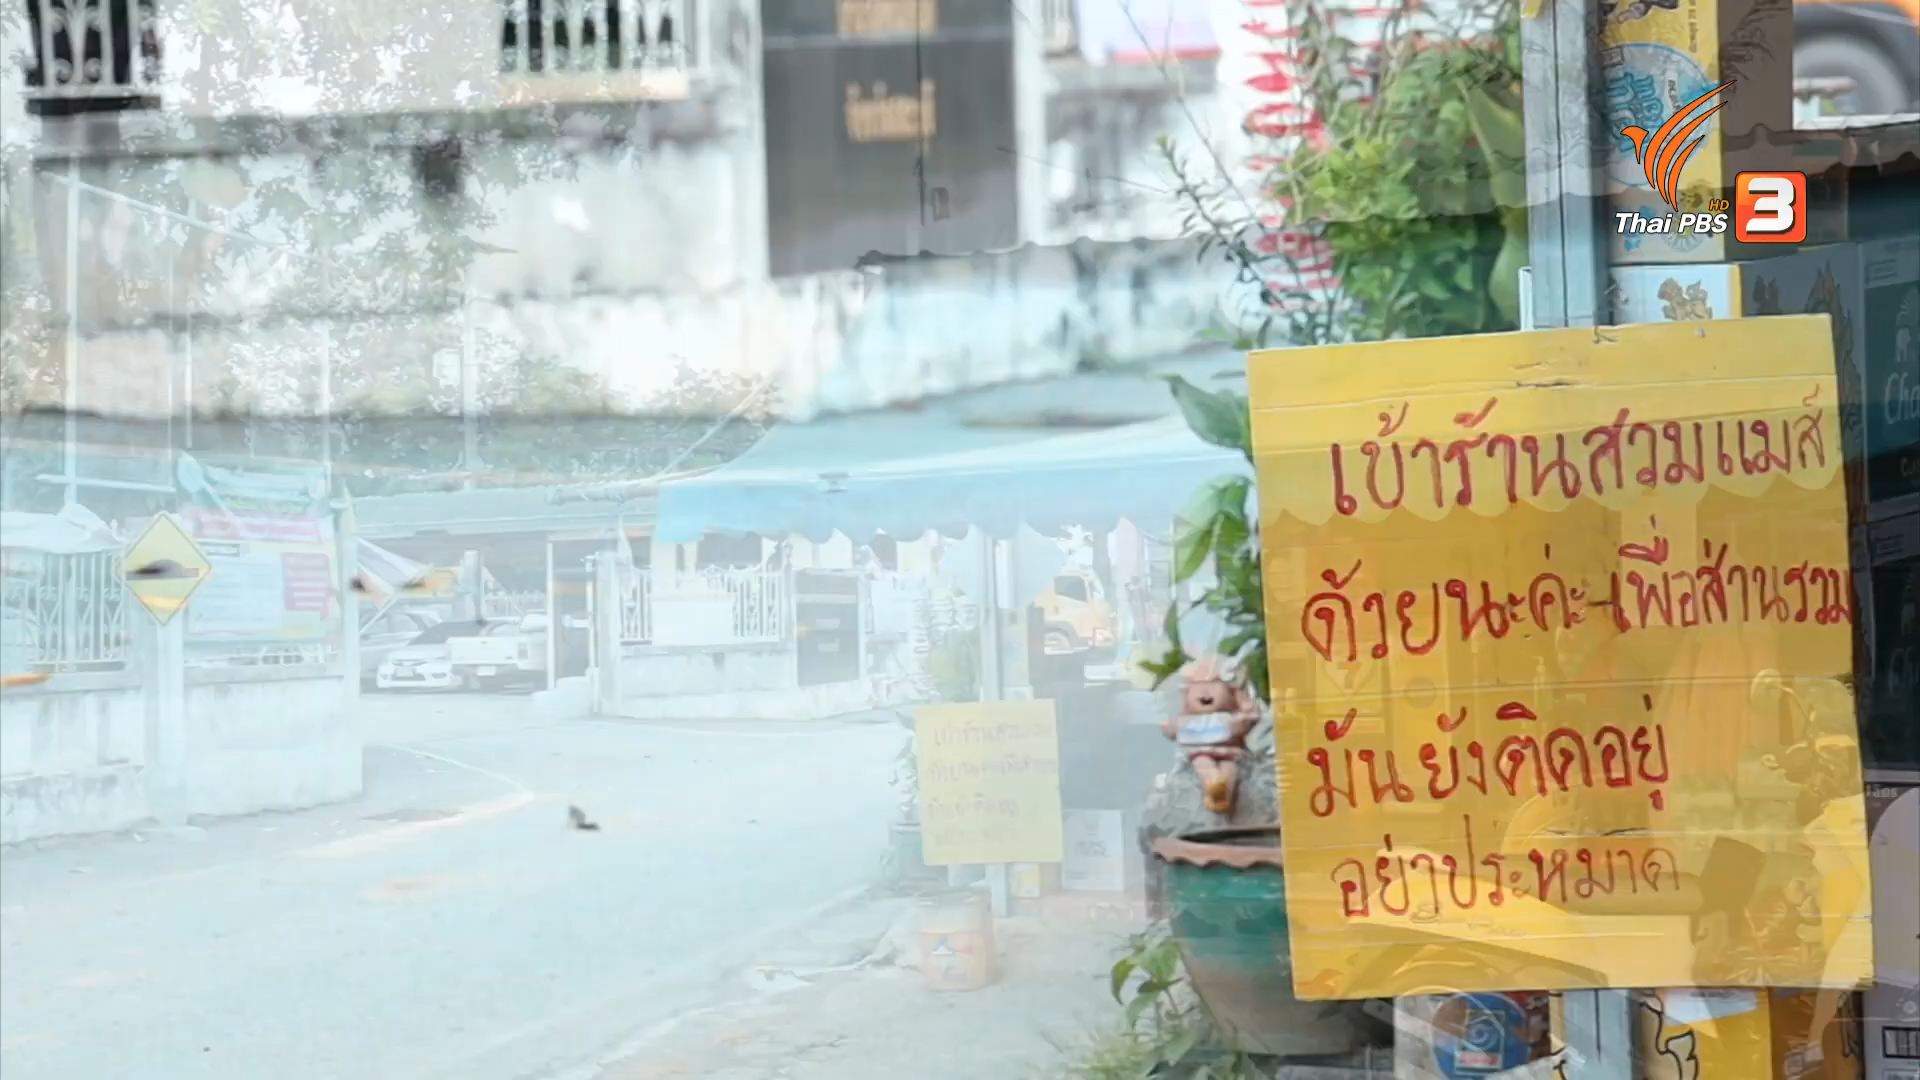 HD
Thai PBS 3
เข้าร้านสวมแมส์
ด้วยนะค่ะ เพื่อส่านรวม
มันยังติดอยู่
อย่าประหมาด